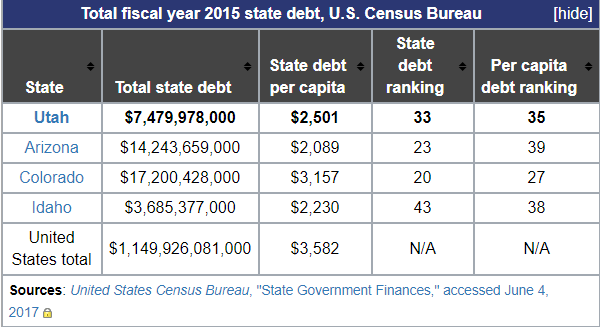 Total fiscal year 2015 state debt, U.S. Census Bureau [hide]
State Total state debt State debt per capita State debt ranking Per capita debt ranking
Utah $7,479,978,000 $2,501 33 35
Arizona $14,243,659,000 $2,089 23 39
Colorado $17,200,428,000 $3,157 20 27
Idaho $3,685,377,000 $2,230 43 38
United States total $1,149,926,081,000 $3,582 N/A N/A
Sources: United States Census Bureau, "State Government Finances," accessed June 4,
2017